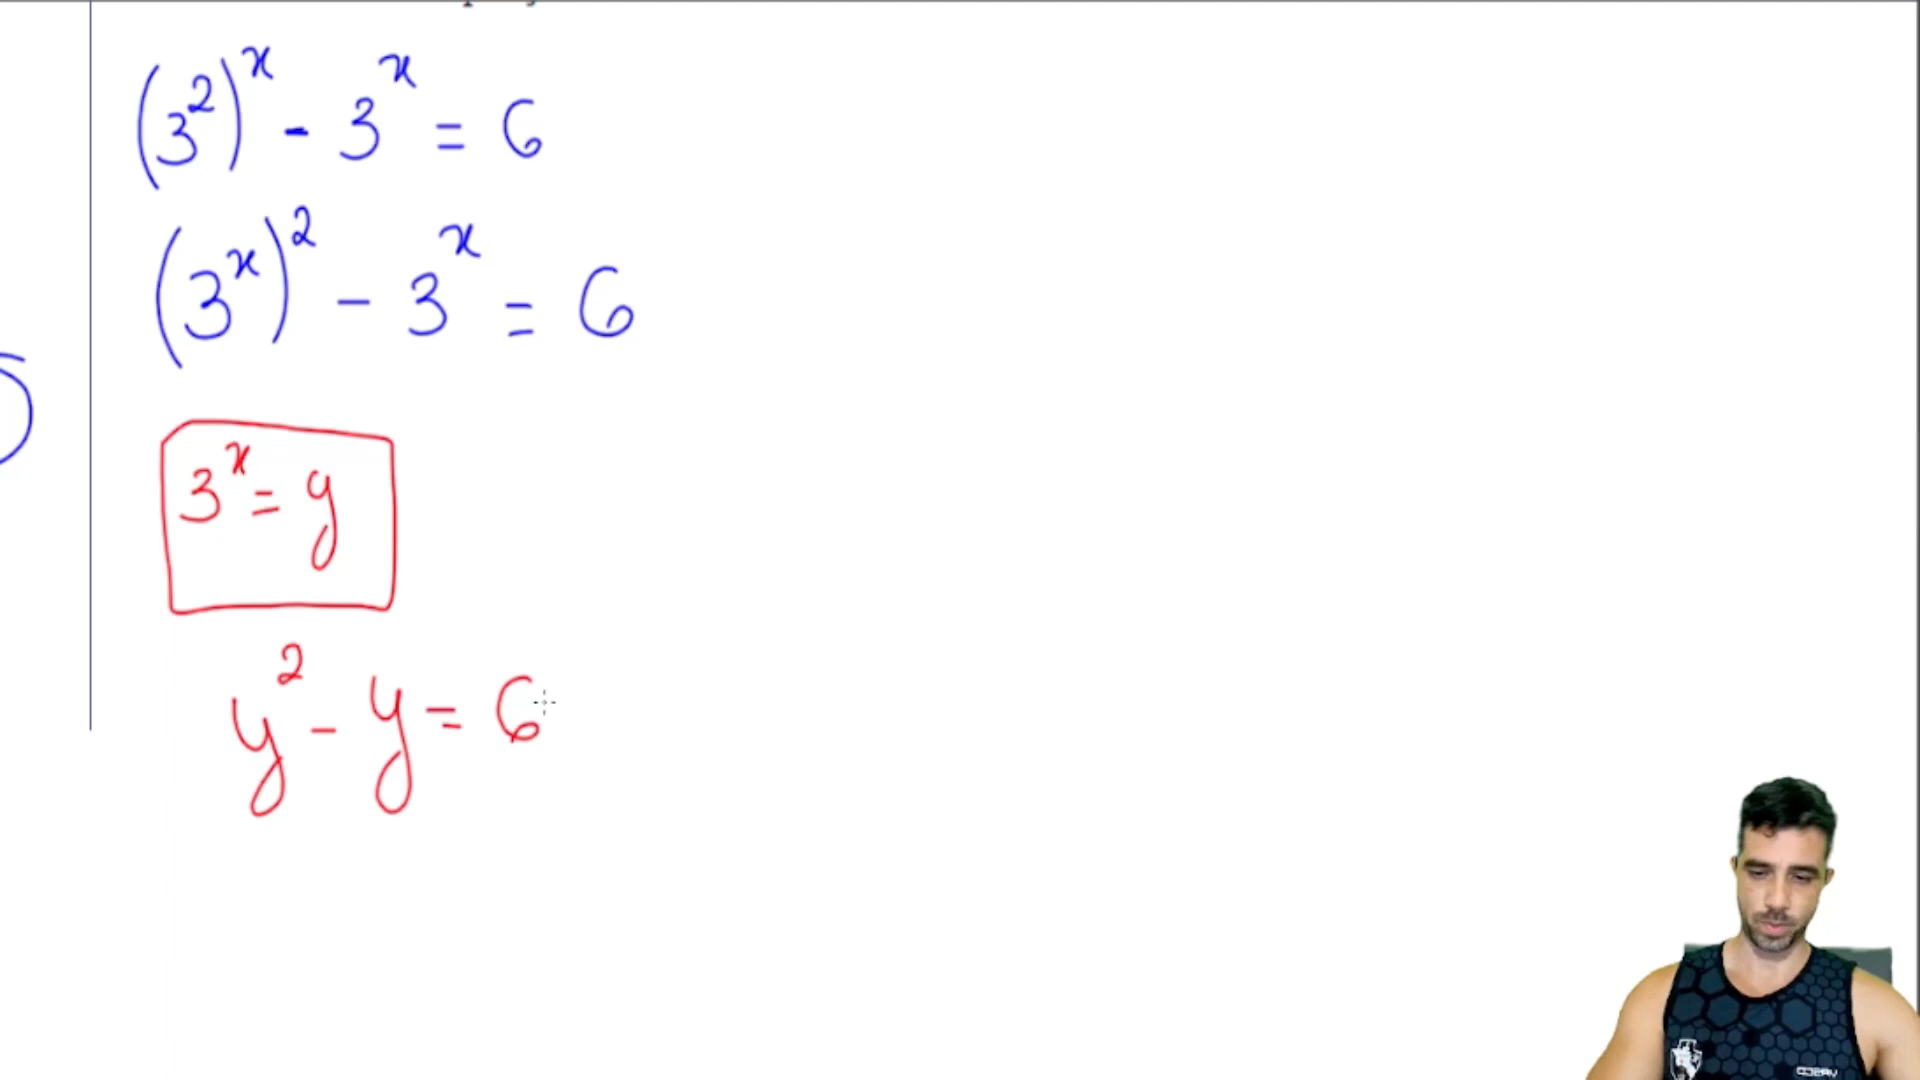 (3²)ˣ - 3ˣ = 6
(3ˣ)² - 3ˣ = 6
3ˣ = y
y² - y = 6